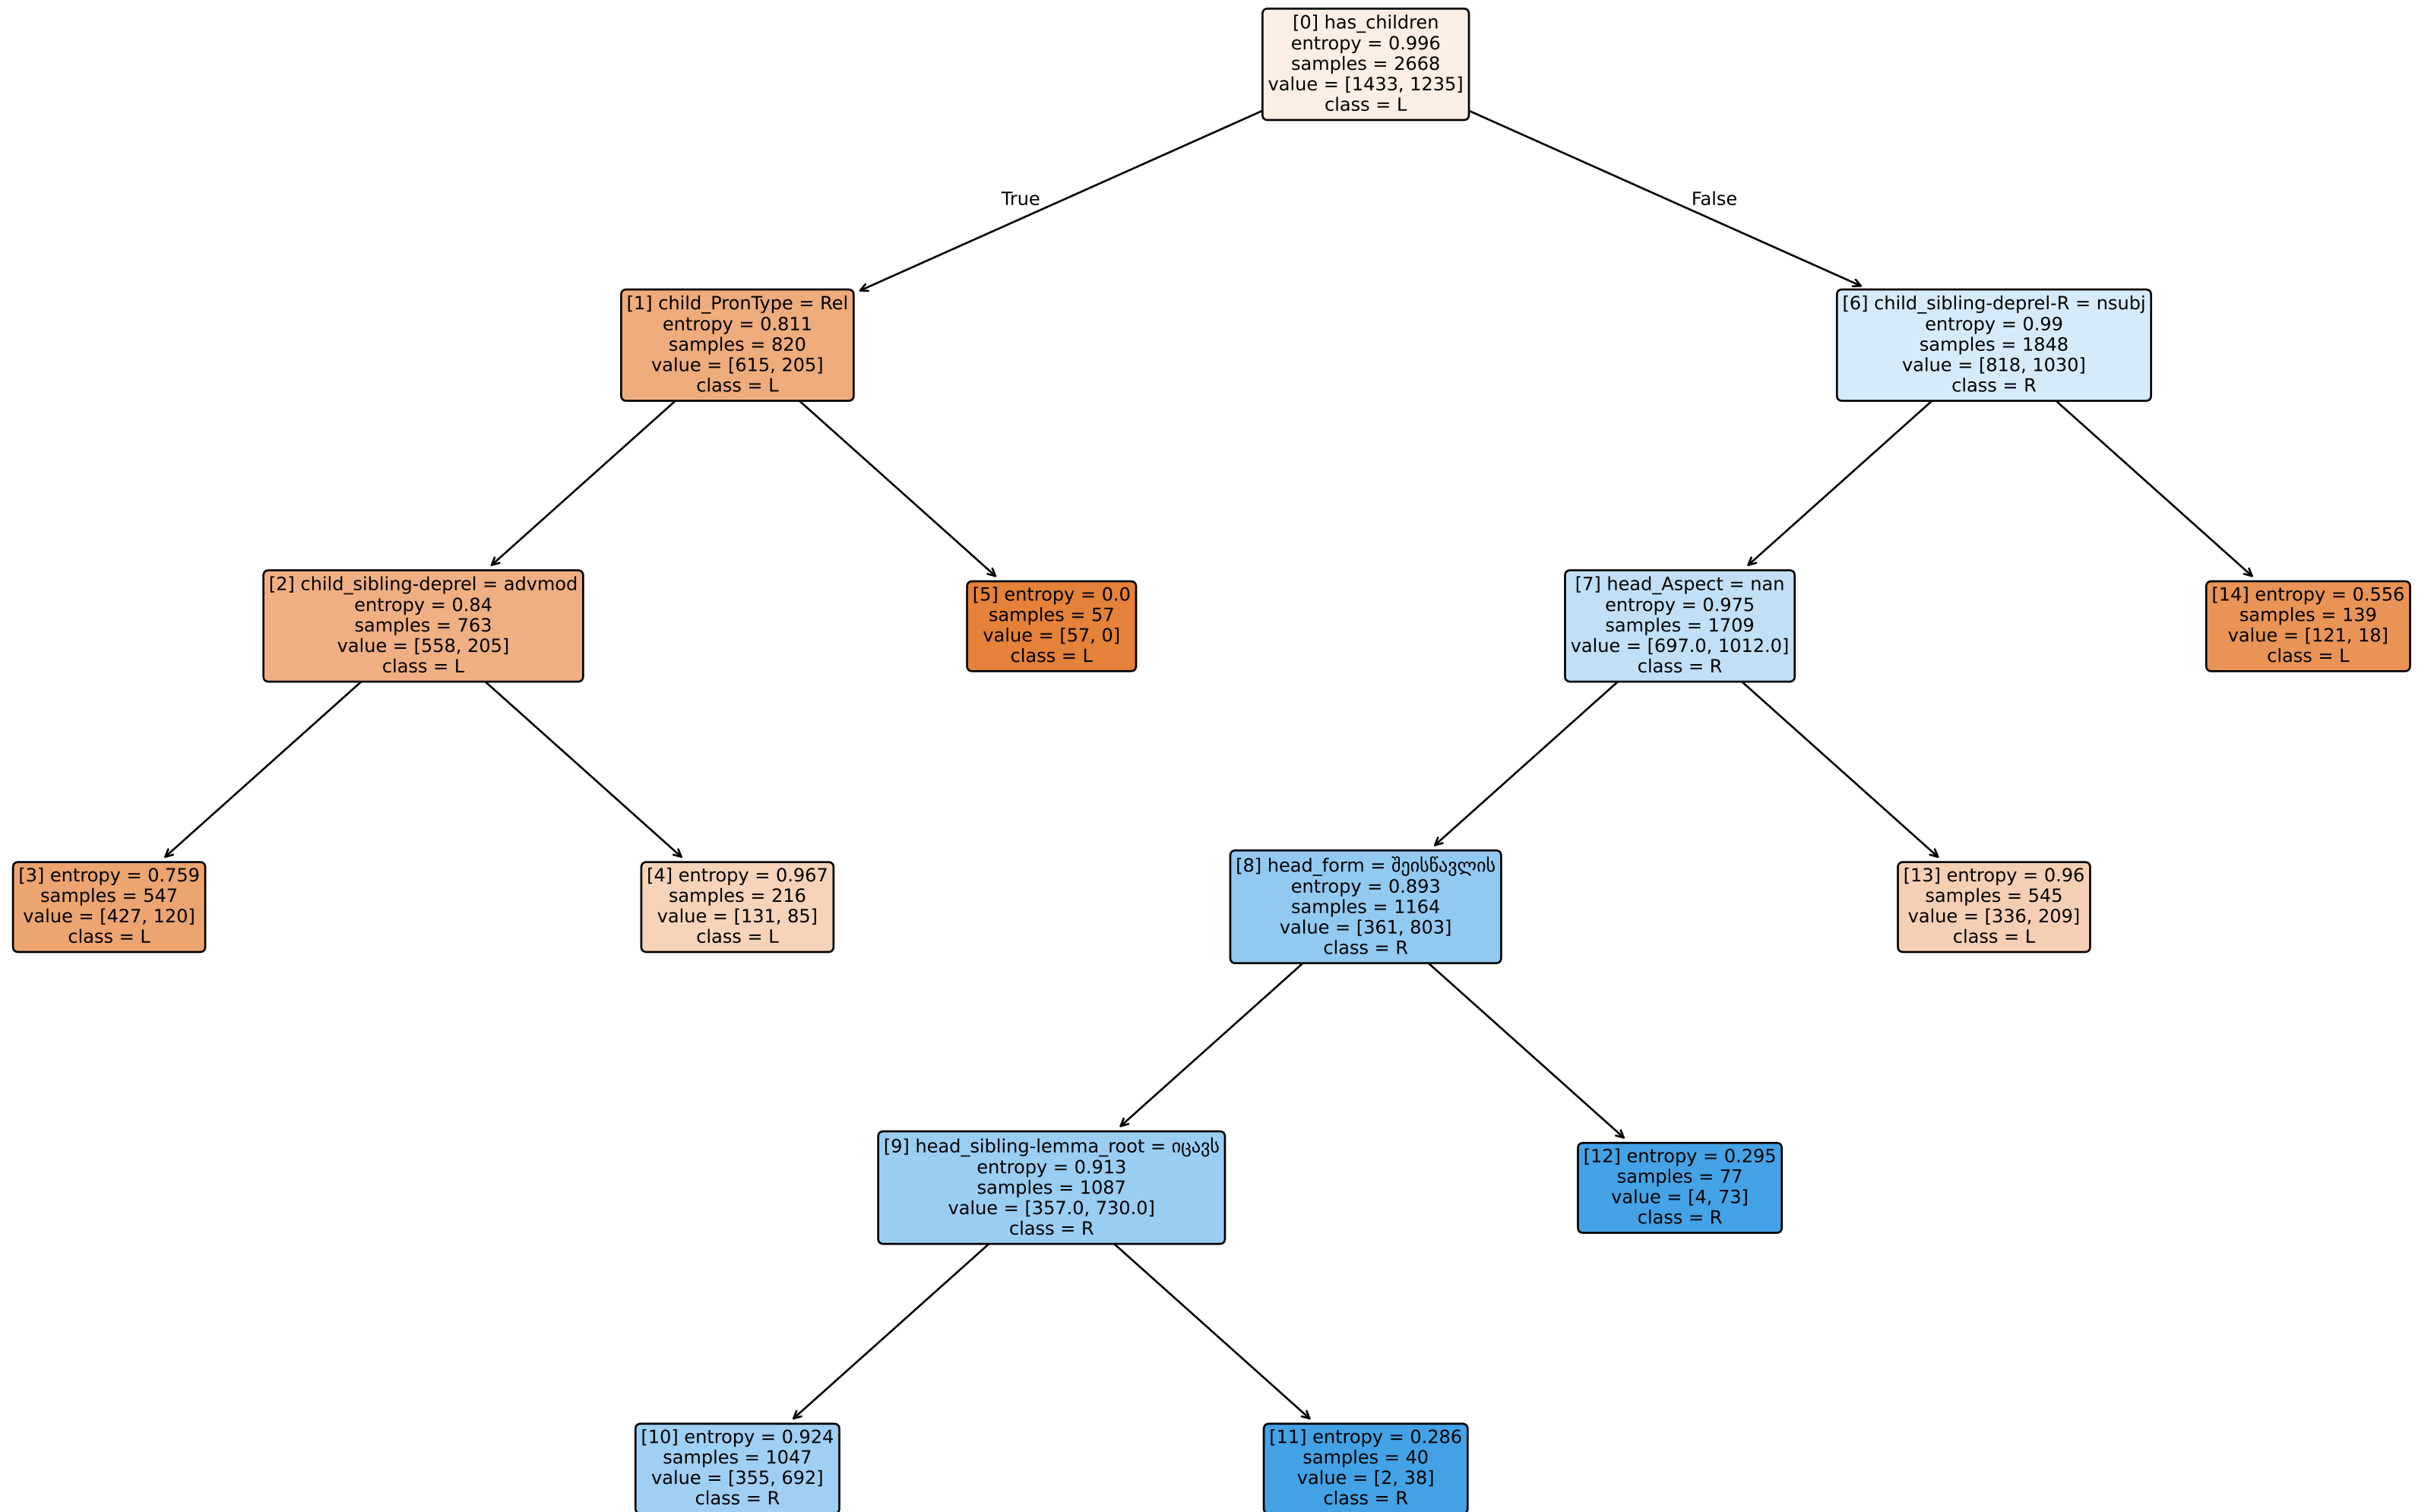 [0] has_children
entropy = 0.996
samples = 2668
value = [1433, 1235]
class = L
True
False
[1] child_PronType = Rel
entropy = 0.811
samples = 820
value = [615, 205]
class = L
[6] child_sibling-deprel-R = nsubj
entropy = 0.99
samples = 1848
value = [818, 1030]
class = R
[2] child_sibling-deprel = advmod
entropy = 0.84
samples = 763
value = [558, 205]
class = L
[5] entropy = 0.0
samples = 57
value = [57, 0]
class = L
[7] head_Aspect = nan
entropy = 0.975
samples = 1709
value = [697.0, 1012.0]
class = R
[14] entropy = 0.556
samples = 139
value = [121, 18]
class = L
[3] entropy = 0.759
samples = 547
value = [427, 120]
class = L
[4] entropy = 0.967
samples = 216
value = [131, 85]
class = L
[8] head_form = შეისწავლის
entropy = 0.893
samples = 1164
value = [361, 803]
class = R
[13] entropy = 0.96
samples = 545
value = [336, 209]
class = L
[9] head_sibling-lemma_root = იცავს
entropy = 0.913
samples = 1087
value = [357.0, 730.0]
class = R
[12] entropy = 0.295
samples = 77
value = [4, 73]
class = R
[10] entropy = 0.924
samples = 1047
value = [355, 692]
class = R
[11] entropy = 0.286
samples = 40
value = [2, 38]
class = R